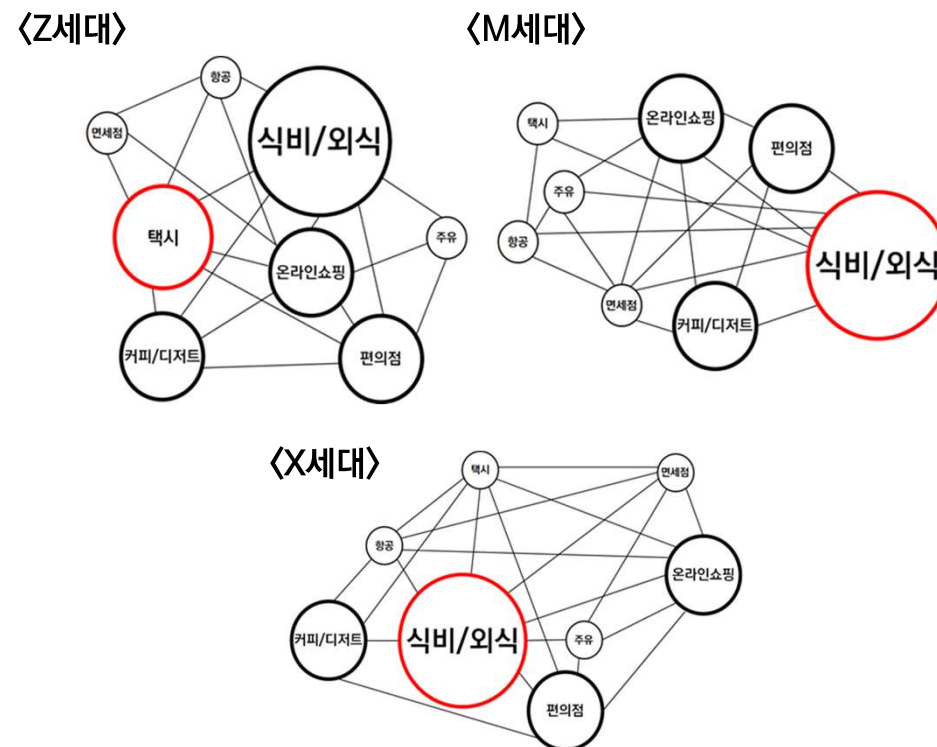 〈Z세대〉
항공
면세점
식비/외식
택시
주유
온라인쇼핑
커피/디저트
편의점
〈M세대〉
택시
온라인쇼핑
편의점
주유
항공
식비/외식
면세점
커피/디저트
〈X세대〉
택시
면세점
항공
온라인쇼핑
커피/디저트
식비/외식
주유
편의점